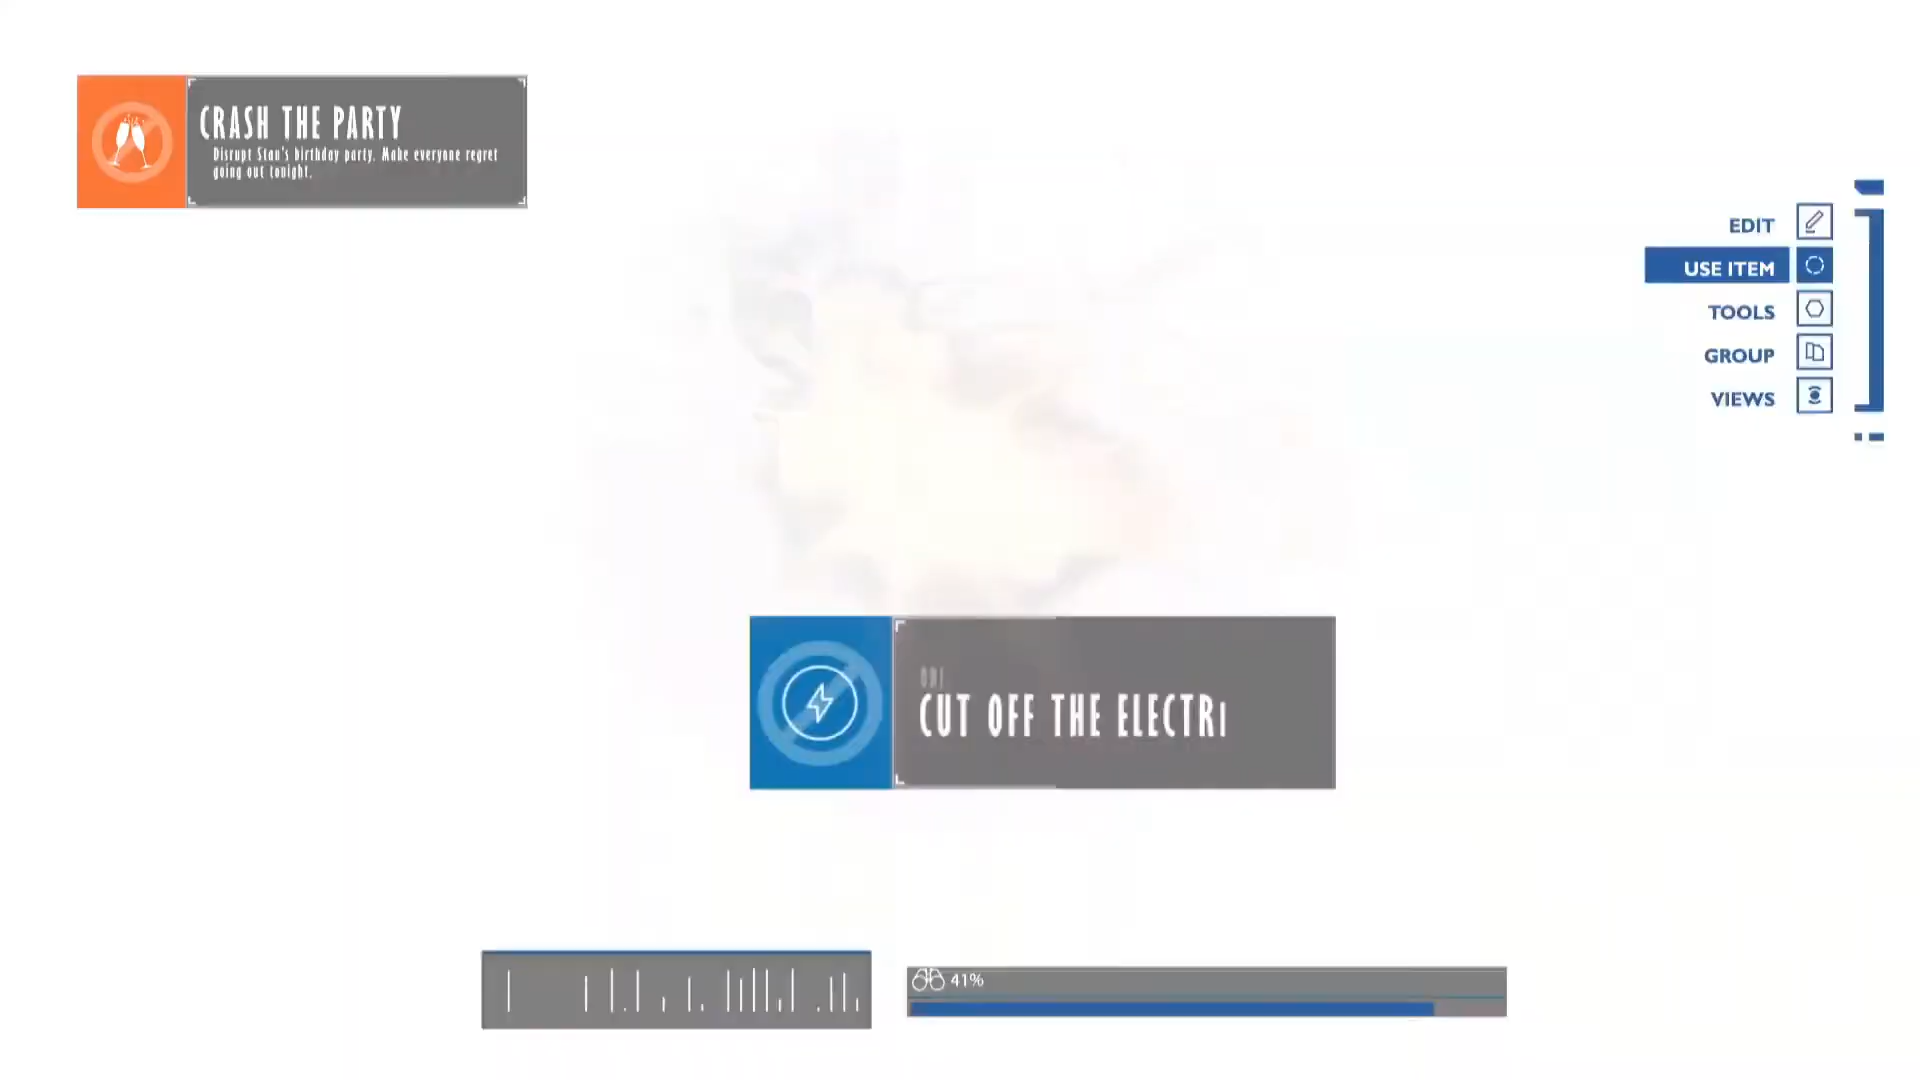 CRASH THE PARTY
Disrupt Stan's birthday party. Make everyone regret
going out tonight.
EDIT
USE ITEM
TOOLS
GROUP
VIEWS
CUT OFF THE ELECTRI
41%